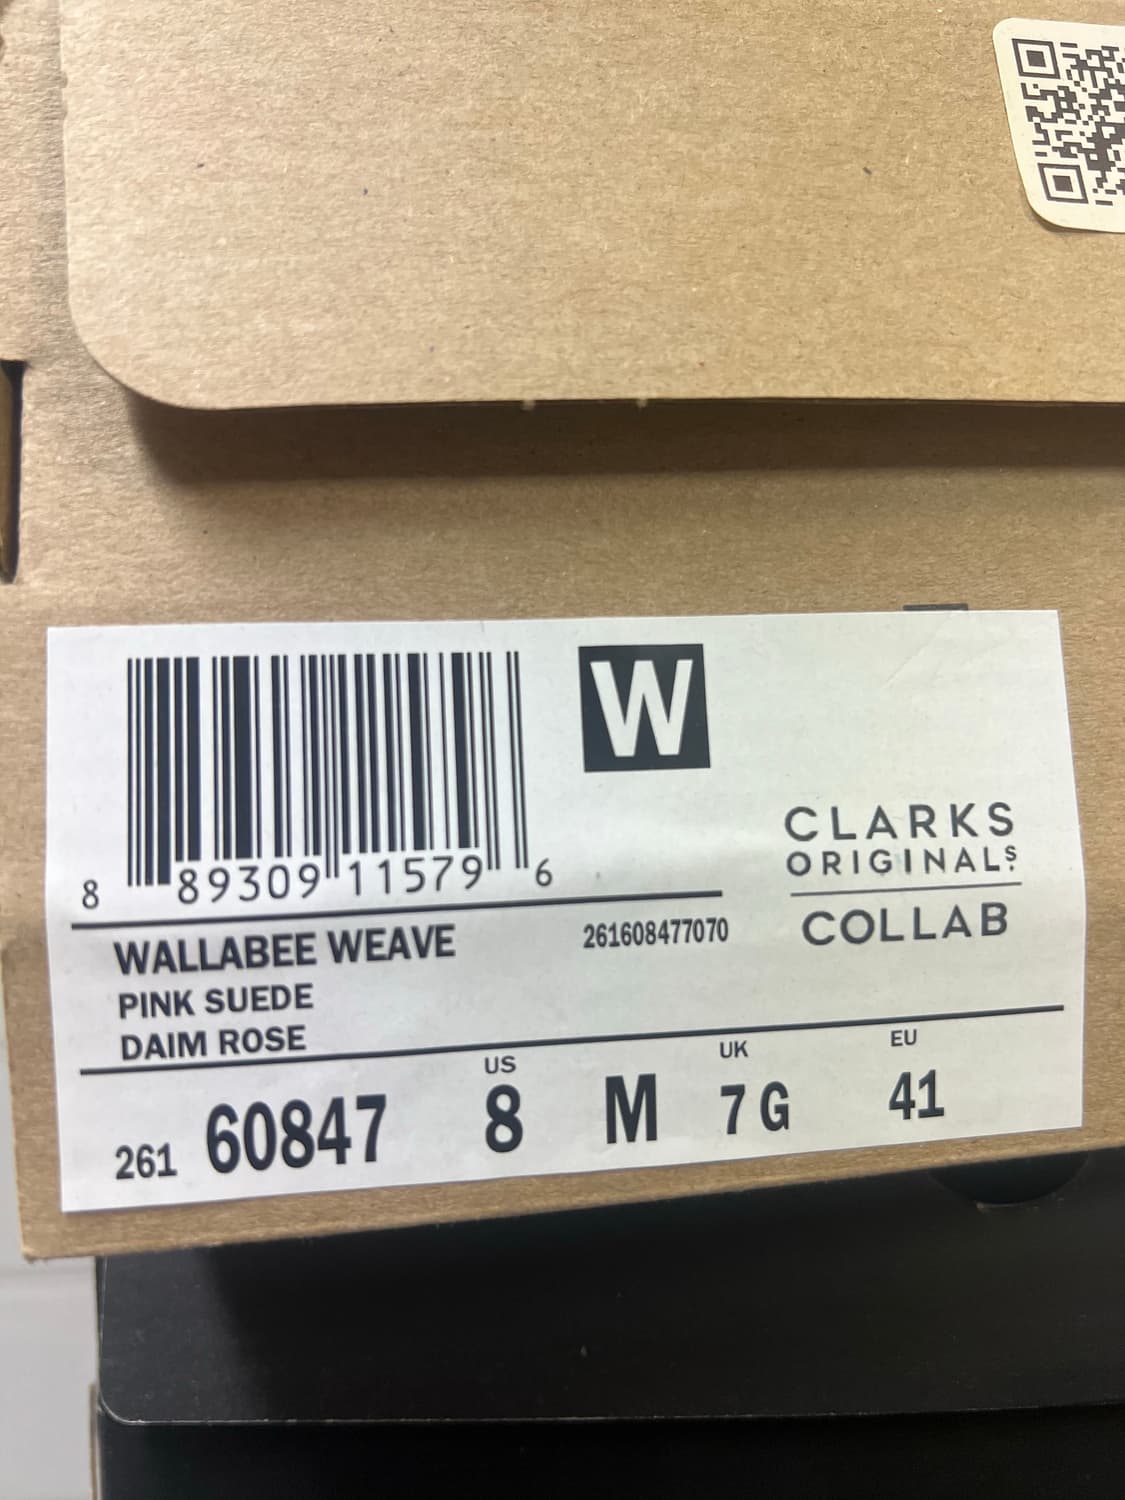 W
8 89309 11579 6
CLARKS
ORIGINALS.
COLLAB
WALLABEE WEAVE
261608477070
PINK SUEDE
DAIM ROSE
US UK EU
261 60847 8 M 7 G 41